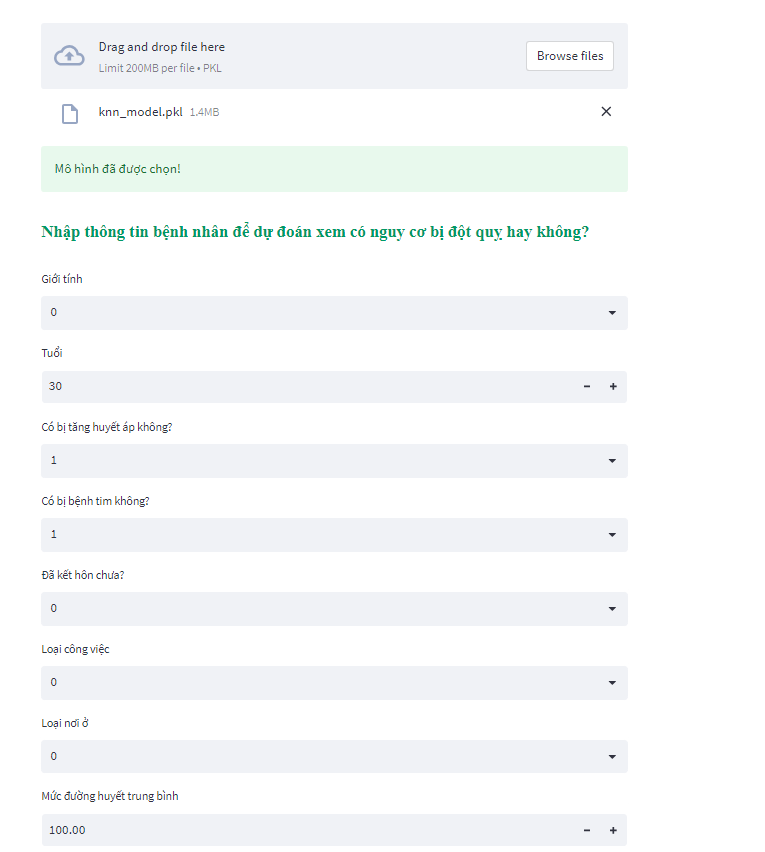 Drag and drop file here
Limit 200MB per file • PKL
Browse files
knn_model.pkl 1.4MB
Mô hình đã được chọn!
Nhập thông tin bệnh nhân để dự đoán xem có nguy cơ bị đột quỵ hay không?
Giới tính
0
Tuổi
30
Có bị tăng huyết áp không?
1
Có bị bệnh tim không?
1
Đã kết hôn chưa?
0
Loại công việc
0
Loại nơi ở
0
Mức đường huyết trung bình
100.00